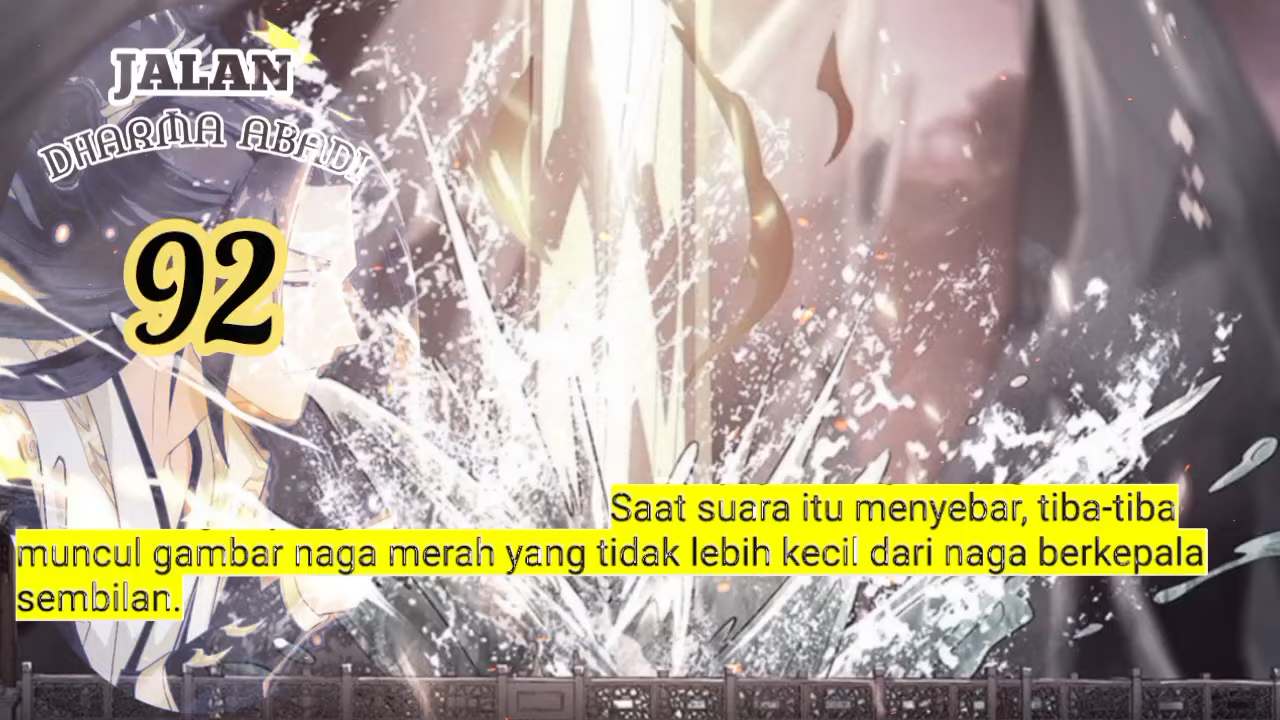 JALAN
DHARMA ABADI
92
Saat suara itu menyebar, tiba-tiba
muncul gambar naga merah yang tidak lebih kecil dari naga berkepala
sembilan.